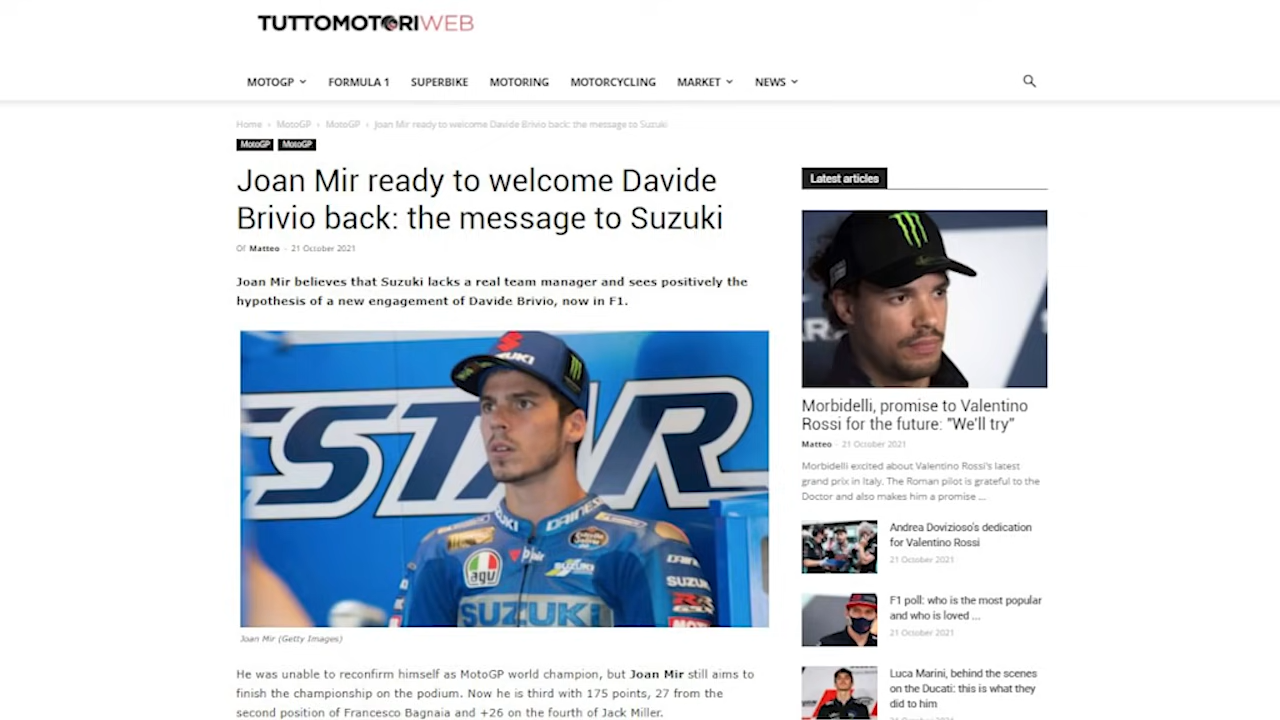 TUTTOMOTORIWEB
MOTOGP
FORMULA 1
SUPERBIKE
MOTORING
MOTORCYCLING
MARKET
NEWS
Home › MotoGP › MotoGP › Joan Mir ready to welcome Davide Brivio back: the message to Suzuki
MotoGP MotoGP
Joan Mir ready to welcome Davide
Brivio back: the message to Suzuki
Of Matteo - 21 October 2021
Joan Mir believes that Suzuki lacks a real team manager and sees positively the
hypothesis of a new engagement of Davide Brivio, now in F1.
STAR
SUZUKI
agu
SUZUKI
SUZUKI
Joan Mir (Getty Images)
He was unable to reconfirm himself as MotoGP world champion, but Joan Mir still aims to
finish the championship on the podium. Now he is third with 175 points, 27 from the
second position of Francesco Bagnaia and +26 on the fourth of Jack Miller.
Latest articles
Morbidelli, promise to Valentino
Rossi for the future: "We'll try"
Matteo - 21 October 2021
Morbidelli excited about Valentino Rossi's latest
grand prix in Italy. The Roman pilot is grateful to the
Doctor and also makes him a promise ...
Andrea Dovizioso's dedication
for Valentino Rossi
21 October 2021
F1 poll: who is the most popular
and who is loved ...
21 October 2021
Luca Marini, behind the scenes
on the Ducati: this is what they
did to him